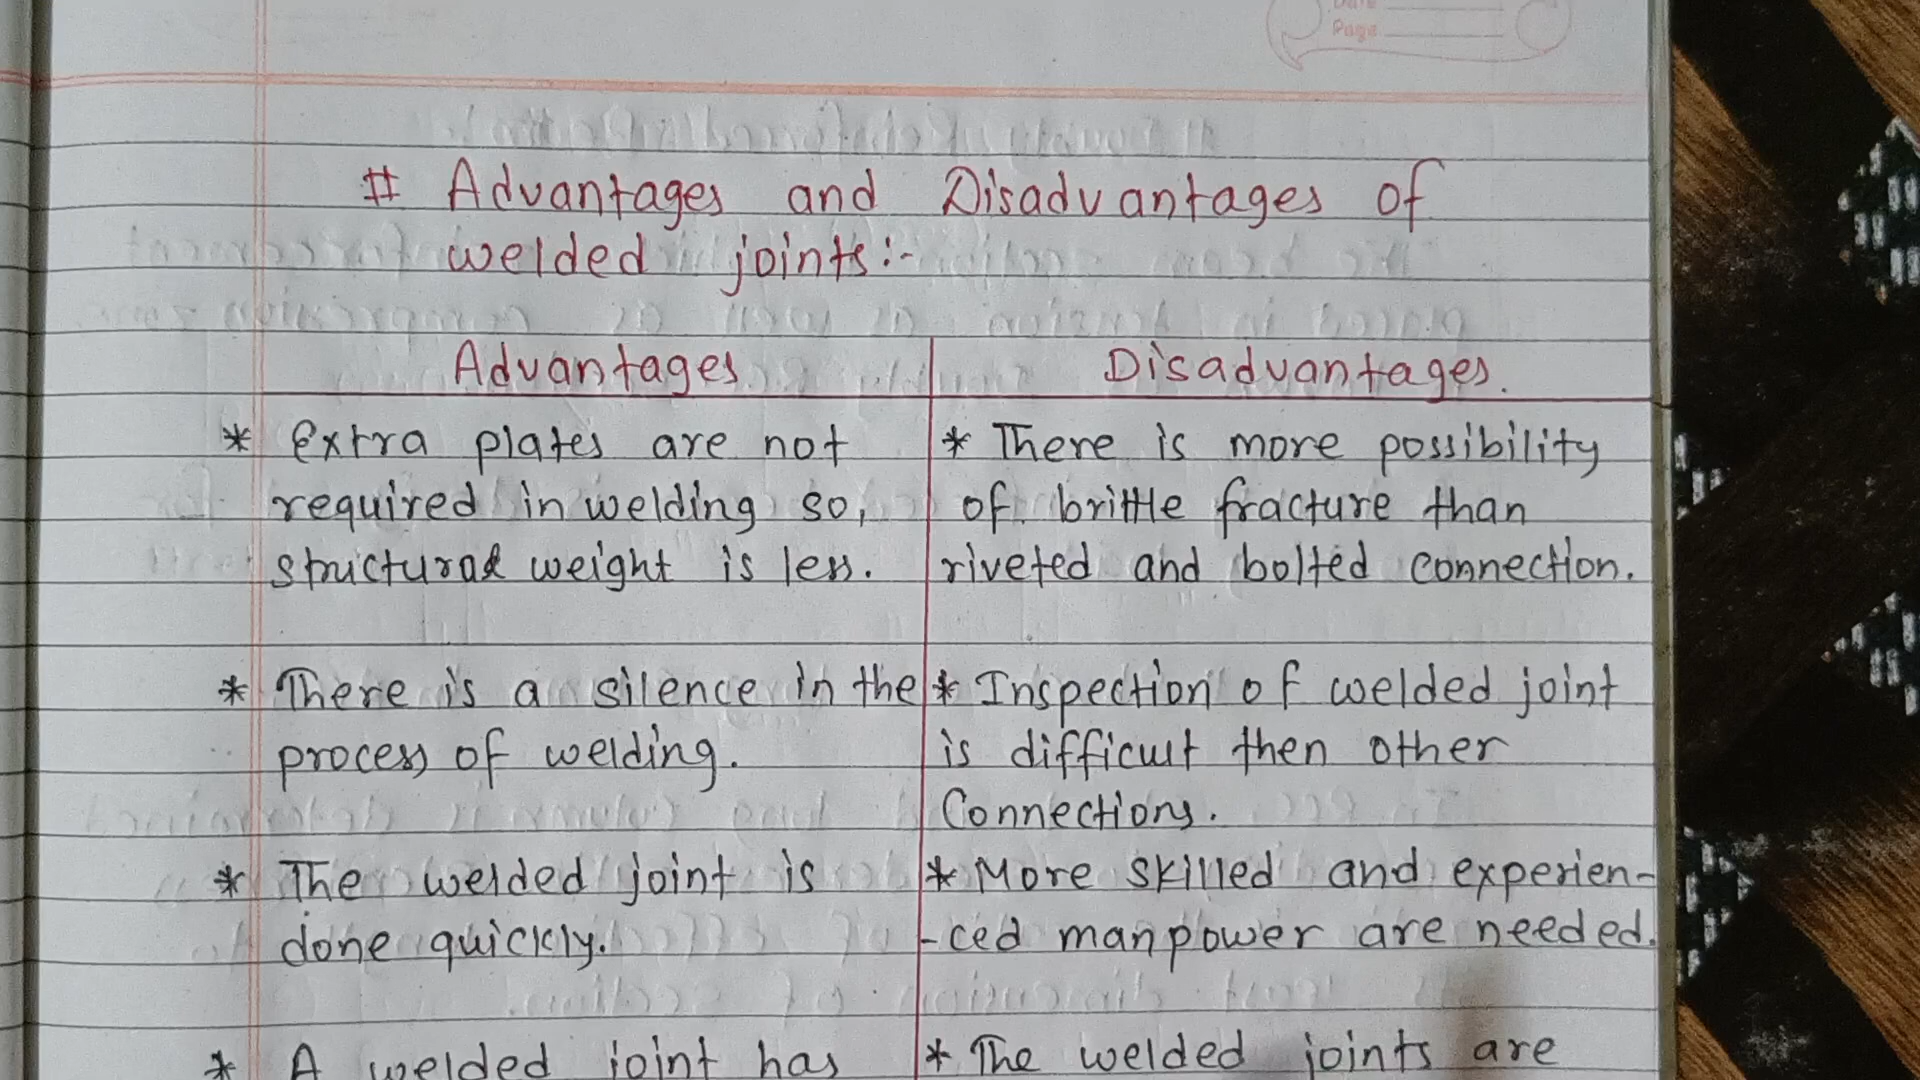 Page
# Advantages and Disadvantages of
welded joints:-
Advantages
Disadvantages.
* Extra plates are not
required in welding so,
structural weight is less.
* There is a silence in the
process of welding.
* The welded joint is
done quickly.
* A welded joint has
* There is more possibility
of brittle fracture than
riveted and bolted connection.
* Inspection of welded joint
is difficult then other
Connections.
* More skilled and experien-
-ced manpower are needed.
* The welded joints are